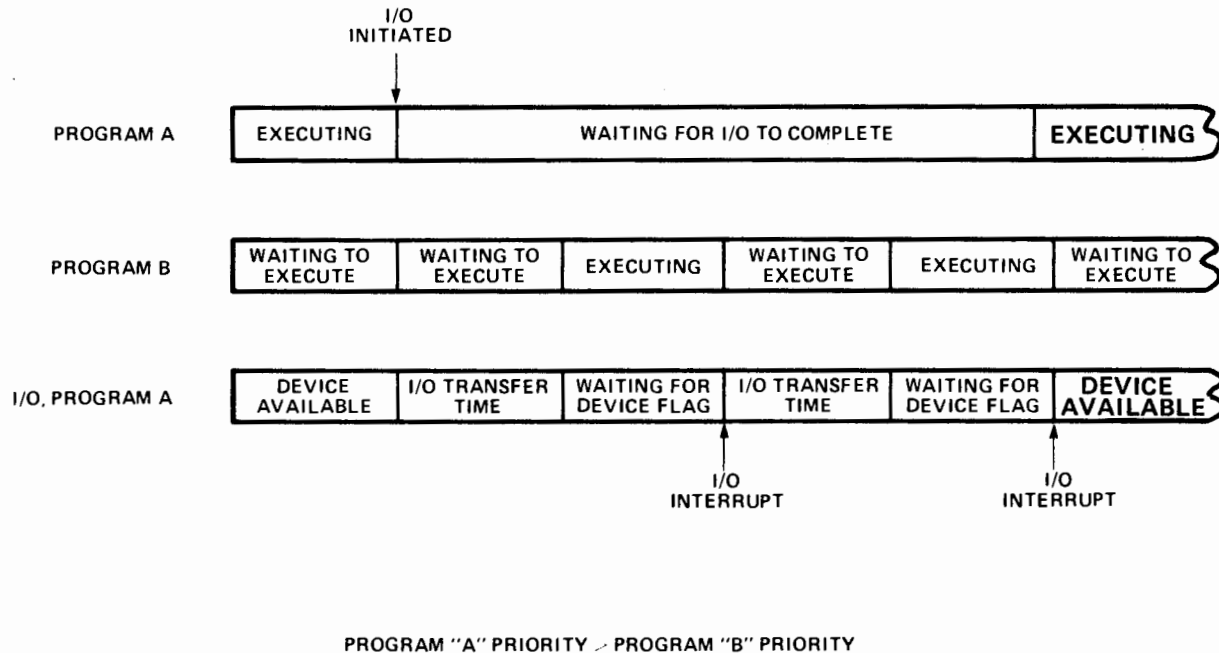 I/O
INITIATED
PROGRAM A
EXECUTING
WAITING FOR I/O TO COMPLETE
EXECUTING
PROGRAM B
WAITING TO
EXECUTE
WAITING TO
EXECUTE
EXECUTING
WAITING TO
EXECUTE
EXECUTING
WAITING TO
EXECUTE
I/O, PROGRAM A
DEVICE
AVAILABLE
I/O TRANSFER
TIME
WAITING FOR
DEVICE FLAG
I/O TRANSFER
TIME
WAITING FOR
DEVICE FLAG
DEVICE
AVAILABLE
I/O
INTERRUPT
I/O
INTERRUPT
PROGRAM "A" PRIORITY PROGRAM "B" PRIORITY